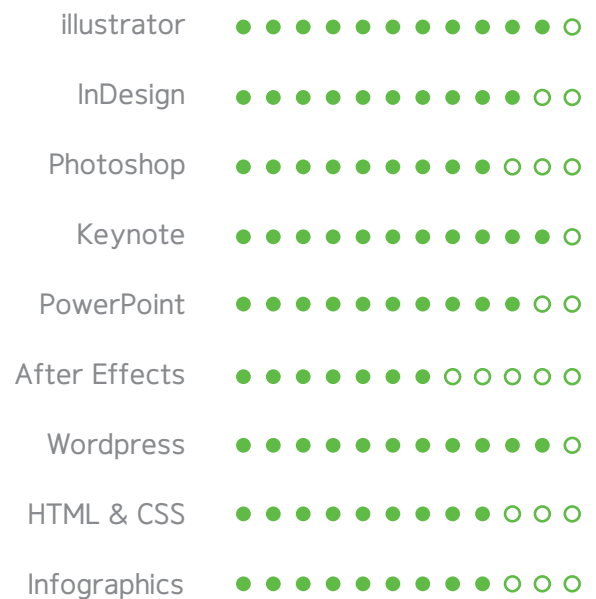 illustrator
InDesign
Photoshop
Keynote
PowerPoint
After Effects
Wordpress
HTML & CSS
Infographics